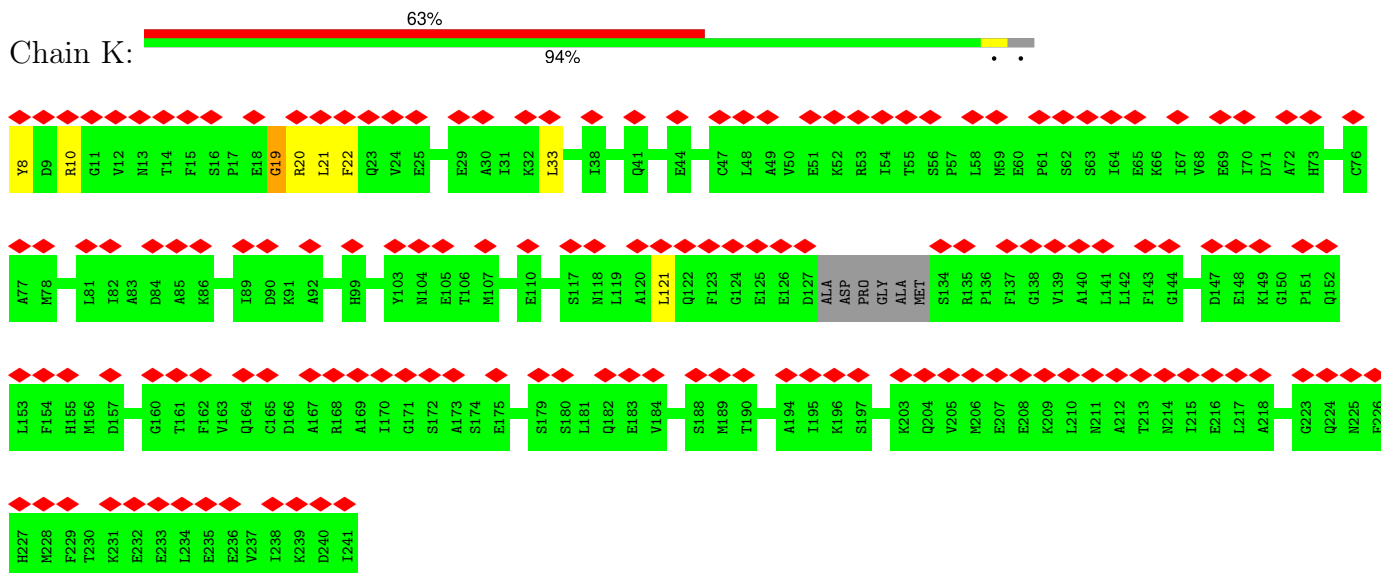 63%
Chain K:
94%
• •
Y8 D9 R10 G11 V12 N13 T14 F15 S16 P17 E18 G19 R20 L21 F22 Q23 V24 E25 E29 A30 I31 K32 L33 I38 Q41 E44 C47 L48 A49 V50 E51 K52 R53 I54 T55 S56 P57 L58 M59 E60 P61 S62 S63 I64 E65 K66 I67 V68 E69 I70 D71 A72 H73 C76
A77 M78 L81 I82 A83 D84 A85 K86 I89 D90 K91 A92 H99 Y103 N104 E105 T106 M107 E110 S117 N118 L119 A120 L121 Q122 F123 G124 E125 E126 D127 ALA ASP PRO GLY ALA MET S134 R135 P136 F137 G138 V139 A140 L141 L142 F143 G144 D147 E148 K149 G150 P151 Q152
L153 F154 H155 M156 D157 G160 T161 F162 V163 Q164 C165 D166 A167 R168 A169 I170 G171 S172 A173 S174 E175 S179 S180 L181 Q182 E183 V184 S188 M189 T190 A194 I195 K196 S197 K203 Q204 V205 M206 E207 E208 K209 L210 N211 A212 T213 N214 I215 E216 L217 A218 G223 Q224 N225 F226
H227 M228 F229 T230 K231 E232 E233 L234 E235 E236 V237 I238 K239 D240 I241